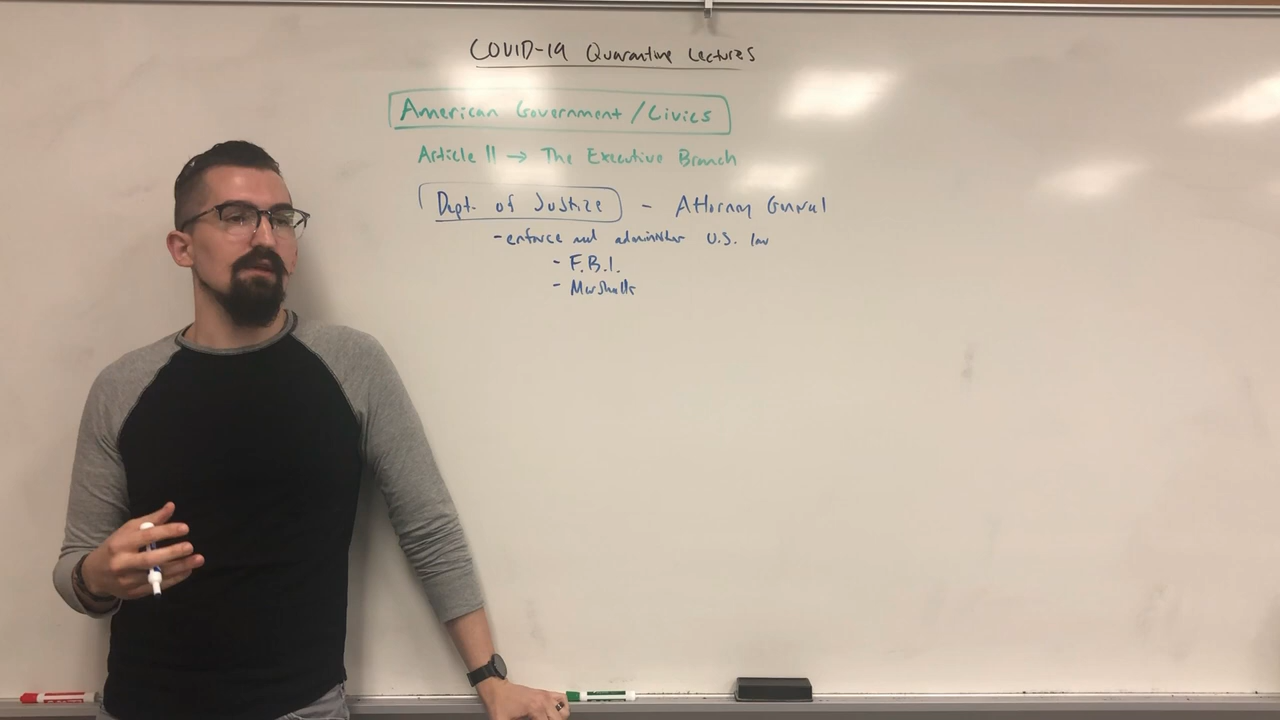 COVID-19 Quarantine Lectures
American Government/Civics
Article II → The Executive Branch
Dept. of Justice - Attorney General
- enforce and administer U.S. law
- F.B.I.
- Marshalls